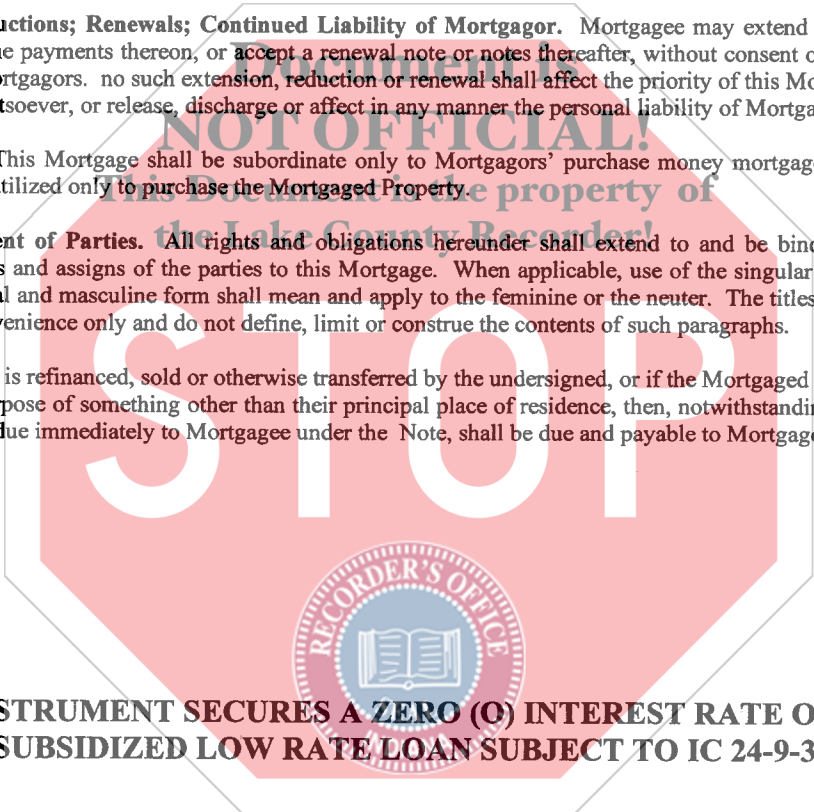 uctions; Renewals; Continued Liability of Mortgagor. Mortgagee may extend
e payments thereon, or accept a renewal note or notes thereafter, without consent o
rtgagors. no such extension, reduction or renewal shall affect the priority of this Mo
tsoever, or release, discharge or affect in any manner the personal liability of Mortga
Document is
NOT OFFICIAL!
This Mortgage shall be subordinate only to Mortgagors' purchase money mortgag
tilized only to purchase the Mortgaged Property.
This Document is the property of
the Lake County Recorder!
ent of Parties. All rights and obligations hereunder shall extend to and be bind
s and assigns of the parties to this Mortgage. When applicable, use of the singular
l and masculine form shall mean and apply to the feminine or the neuter. The titles
venience only and do not define, limit or construe the contents of such paragraphs.
STOP
is refinanced, sold or otherwise transferred by the undersigned, or if the Mortgaged
pose of something other than their principal place of residence, then, notwithstandin
due immediately to Mortgagee under the Note, shall be due and payable to Mortgage
RECORDER'S OFFICE
STRUMENT SECURES A ZERO (O) INTEREST RATE O
SUBSIDIZED LOW RATE LOAN SUBJECT TO IC 24-9-3